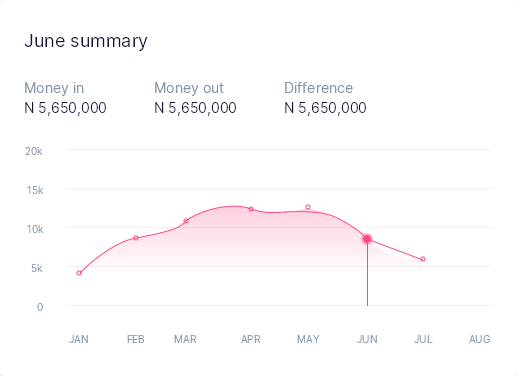 June summary
Money in Money out Difference
N 5,650,000 N 5,650,000 N 5,650,000
20k
15k
10k
5k
0
JAN FEB MAR APR MAY JUN JUL AUG